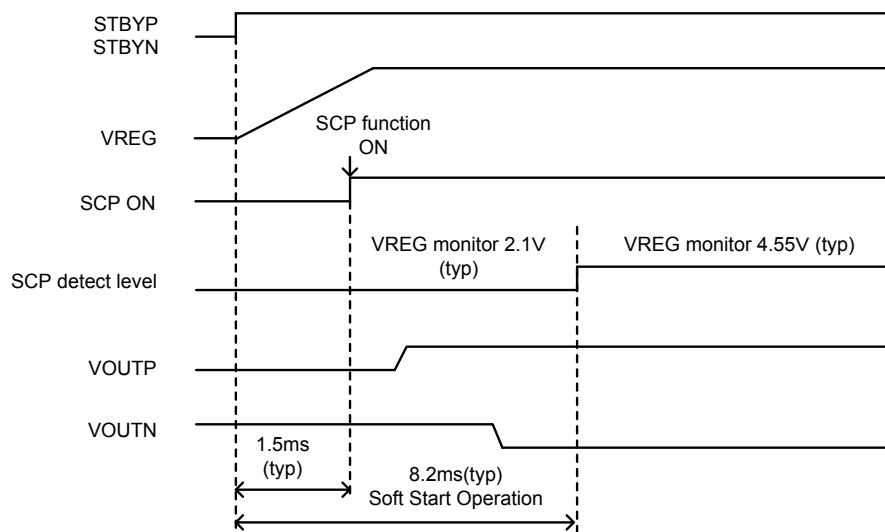 STBYP
STBYN
VREG
SCP function
ON
SCP ON
VREG monitor 2.1V
(typ)
VREG monitor 4.55V (typ)
SCP detect level
VOUTP
VOUTN
1.5ms
(typ)
8.2ms(typ)
Soft Start Operation